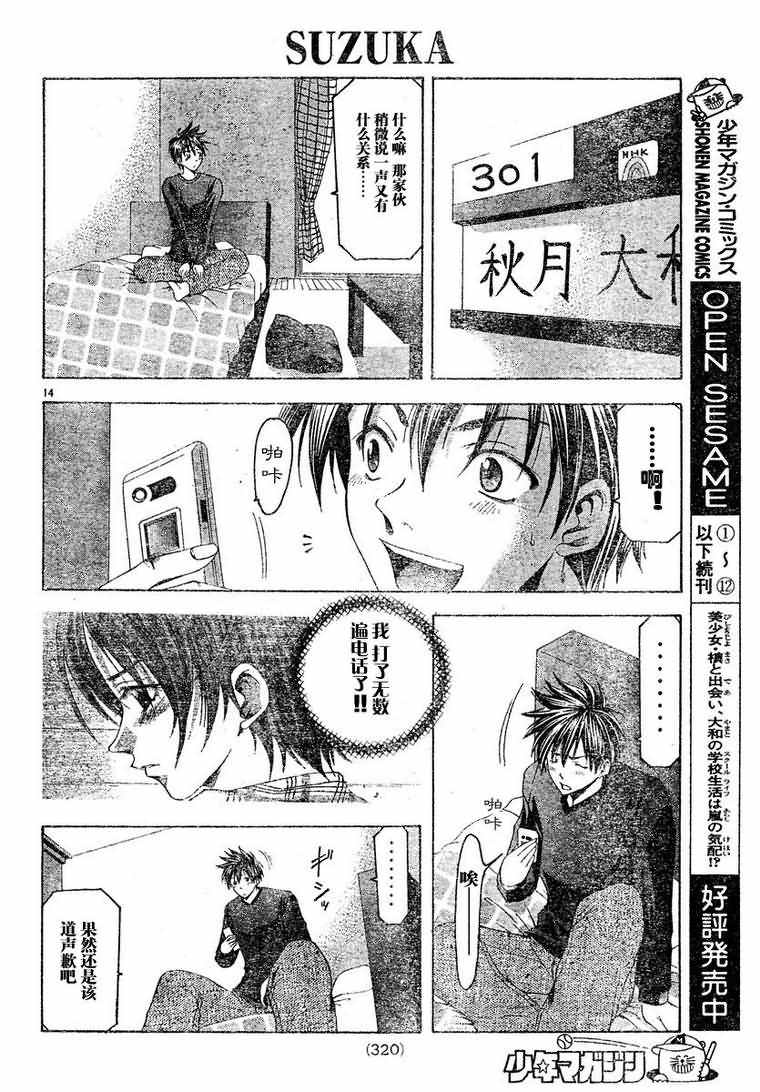 SUZUKA
301
NHK
秋月 大和
什么嘛 那家伙
稍微说一声又有
什么关系……
14
……啊!
啪咔
我 打了无数
遍电话了!!
………
啪咔
唉——
………
ギシッ
果然还是该
道声歉吧
(320)
少年マガジン・コミックス
SHONEN MAGAZINE COMICS
OPEN SESAME
①～⑫
以下続刊
美少女・槙と出会い、大和の学校生活は嵐の気配!?
好評発売中
少年マガジン